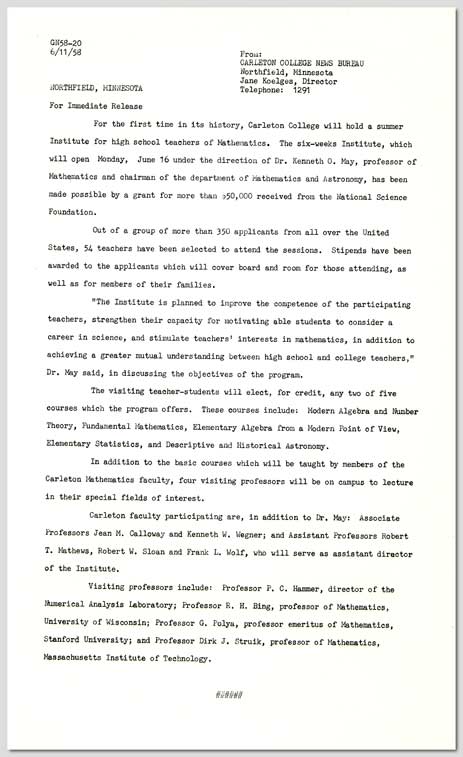 GN58-20
6/11/58
From:
CARLETON COLLEGE NEWS BUREAU
Northfield, Minnesota
Jane Koelges, Director
Telephone: 1291
NORTHFIELD, MINNESOTA
For Immediate Release
For the first time in its history, Carleton College will hold a summer
Institute for high school teachers of Mathematics. The six-weeks Institute, which
will open Monday, June 16 under the direction of Dr. Kenneth O. May, professor of
Mathematics and chairman of the department of Mathematics and Astronomy, has been
made possible by a grant for more than $50,000 received from the National Science
Foundation.
Out of a group of more than 350 applicants from all over the United
States, 54 teachers have been selected to attend the sessions. Stipends have been
awarded to the applicants which will cover board and room for those attending, as
well as for members of their families.
"The Institute is planned to improve the competence of the participating
teachers, strengthen their capacity for motivating able students to consider a
career in science, and stimulate teachers' interests in mathematics, in addition to
achieving a greater mutual understanding between high school and college teachers,"
Dr. May said, in discussing the objectives of the program.
The visiting teacher-students will elect, for credit, any two of five
courses which the program offers. These courses include: Modern Algebra and Number
Theory, Fundamental Mathematics, Elementary Algebra from a Modern Point of View,
Elementary Statistics, and Descriptive and Historical Astronomy.
In addition to the basic courses which will be taught by members of the
Carleton Mathematics faculty, four visiting professors will be on campus to lecture
in their special fields of interest.
Carleton faculty participating are, in addition to Dr. May: Associate
Professors Jean M. Calloway and Kenneth W. Wegner; and Assistant Professors Robert
T. Mathews, Robert W. Sloan and Frank L. Wolf, who will serve as assistant director
of the Institute.
Visiting professors include: Professor P. C. Hammer, director of the
Numerical Analysis Laboratory; Professor R. H. Bing, professor of Mathematics,
University of Wisconsin; Professor G. Polya, professor emeritus of Mathematics,
Stanford University; and Professor Dirk J. Struik, professor of Mathematics,
Massachusetts Institute of Technology.
######